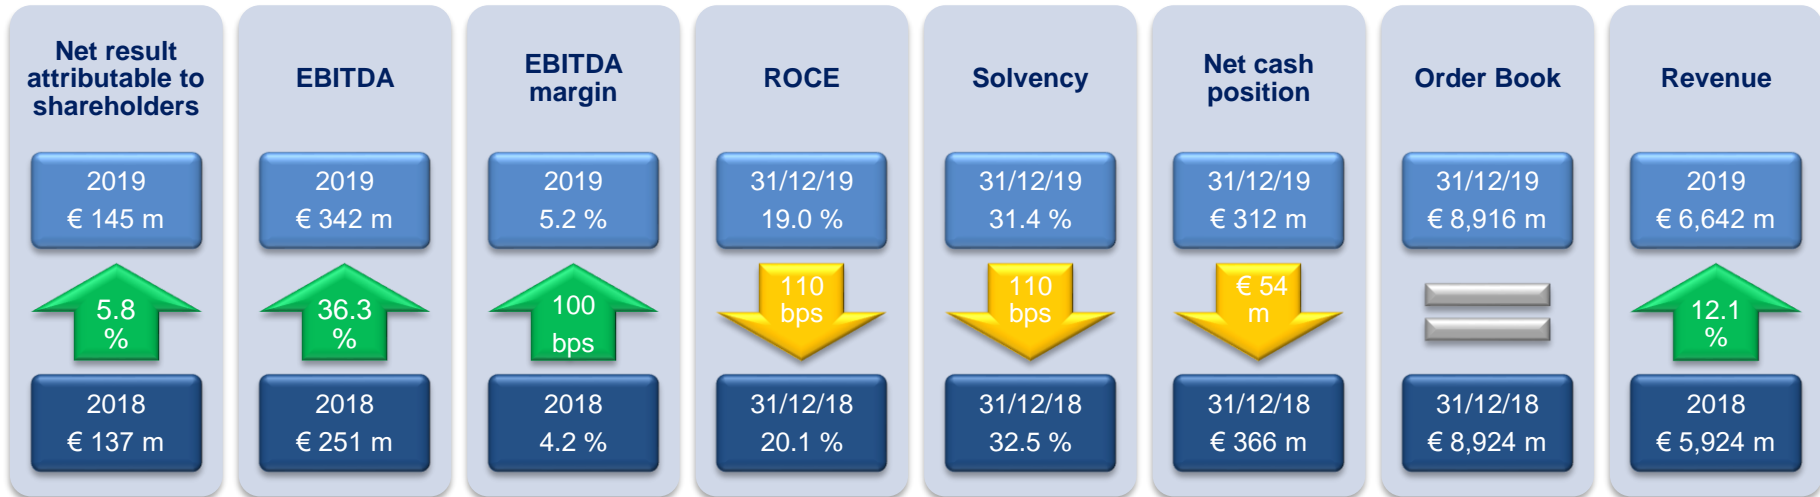 Net result
attributable to
shareholders
2019
€ 145 m
5.8
%
2018
€ 137 m
EBITDA
2019
€ 342 m
36.3
%
2018
€ 251 m
EBITDA
margin
2019
5.2 %
100
bps
2018
4.2 %
ROCE
31/12/19
19.0 %
110
bps
31/12/18
20.1 %
Solvency
31/12/19
31.4 %
110
bps
31/12/18
32.5 %
Net cash
position
31/12/19
€ 312 m
€ 54
m
31/12/18
€ 366 m
Order Book
31/12/19
€ 8,916 m
31/12/18
€ 8,924 m
Revenue
2019
€ 6,642 m
12.1
%
2018
€ 5,924 m